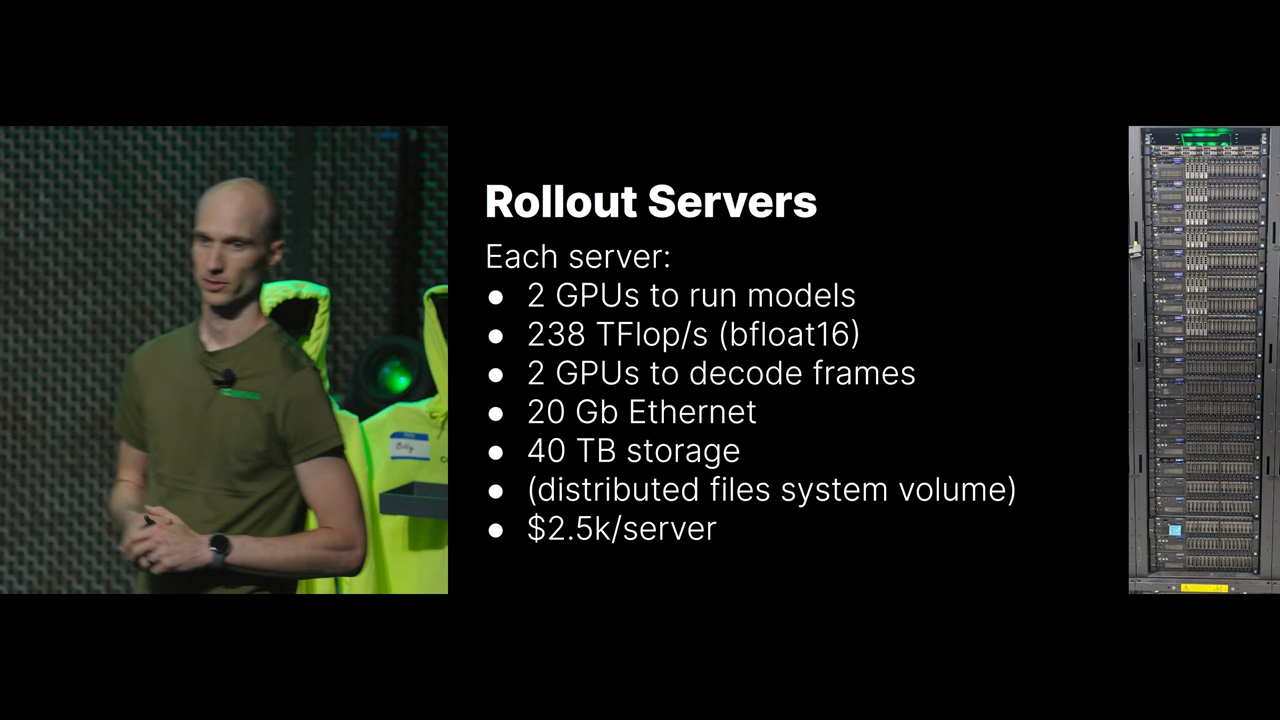 Rollout Servers
Each server:
● 2 GPUs to run models
● 238 TFlop/s (bfloat16)
● 2 GPUs to decode frames
● 20 Gb Ethernet
● 40 TB storage
● (distributed files system volume)
● $2.5k/server
Billy